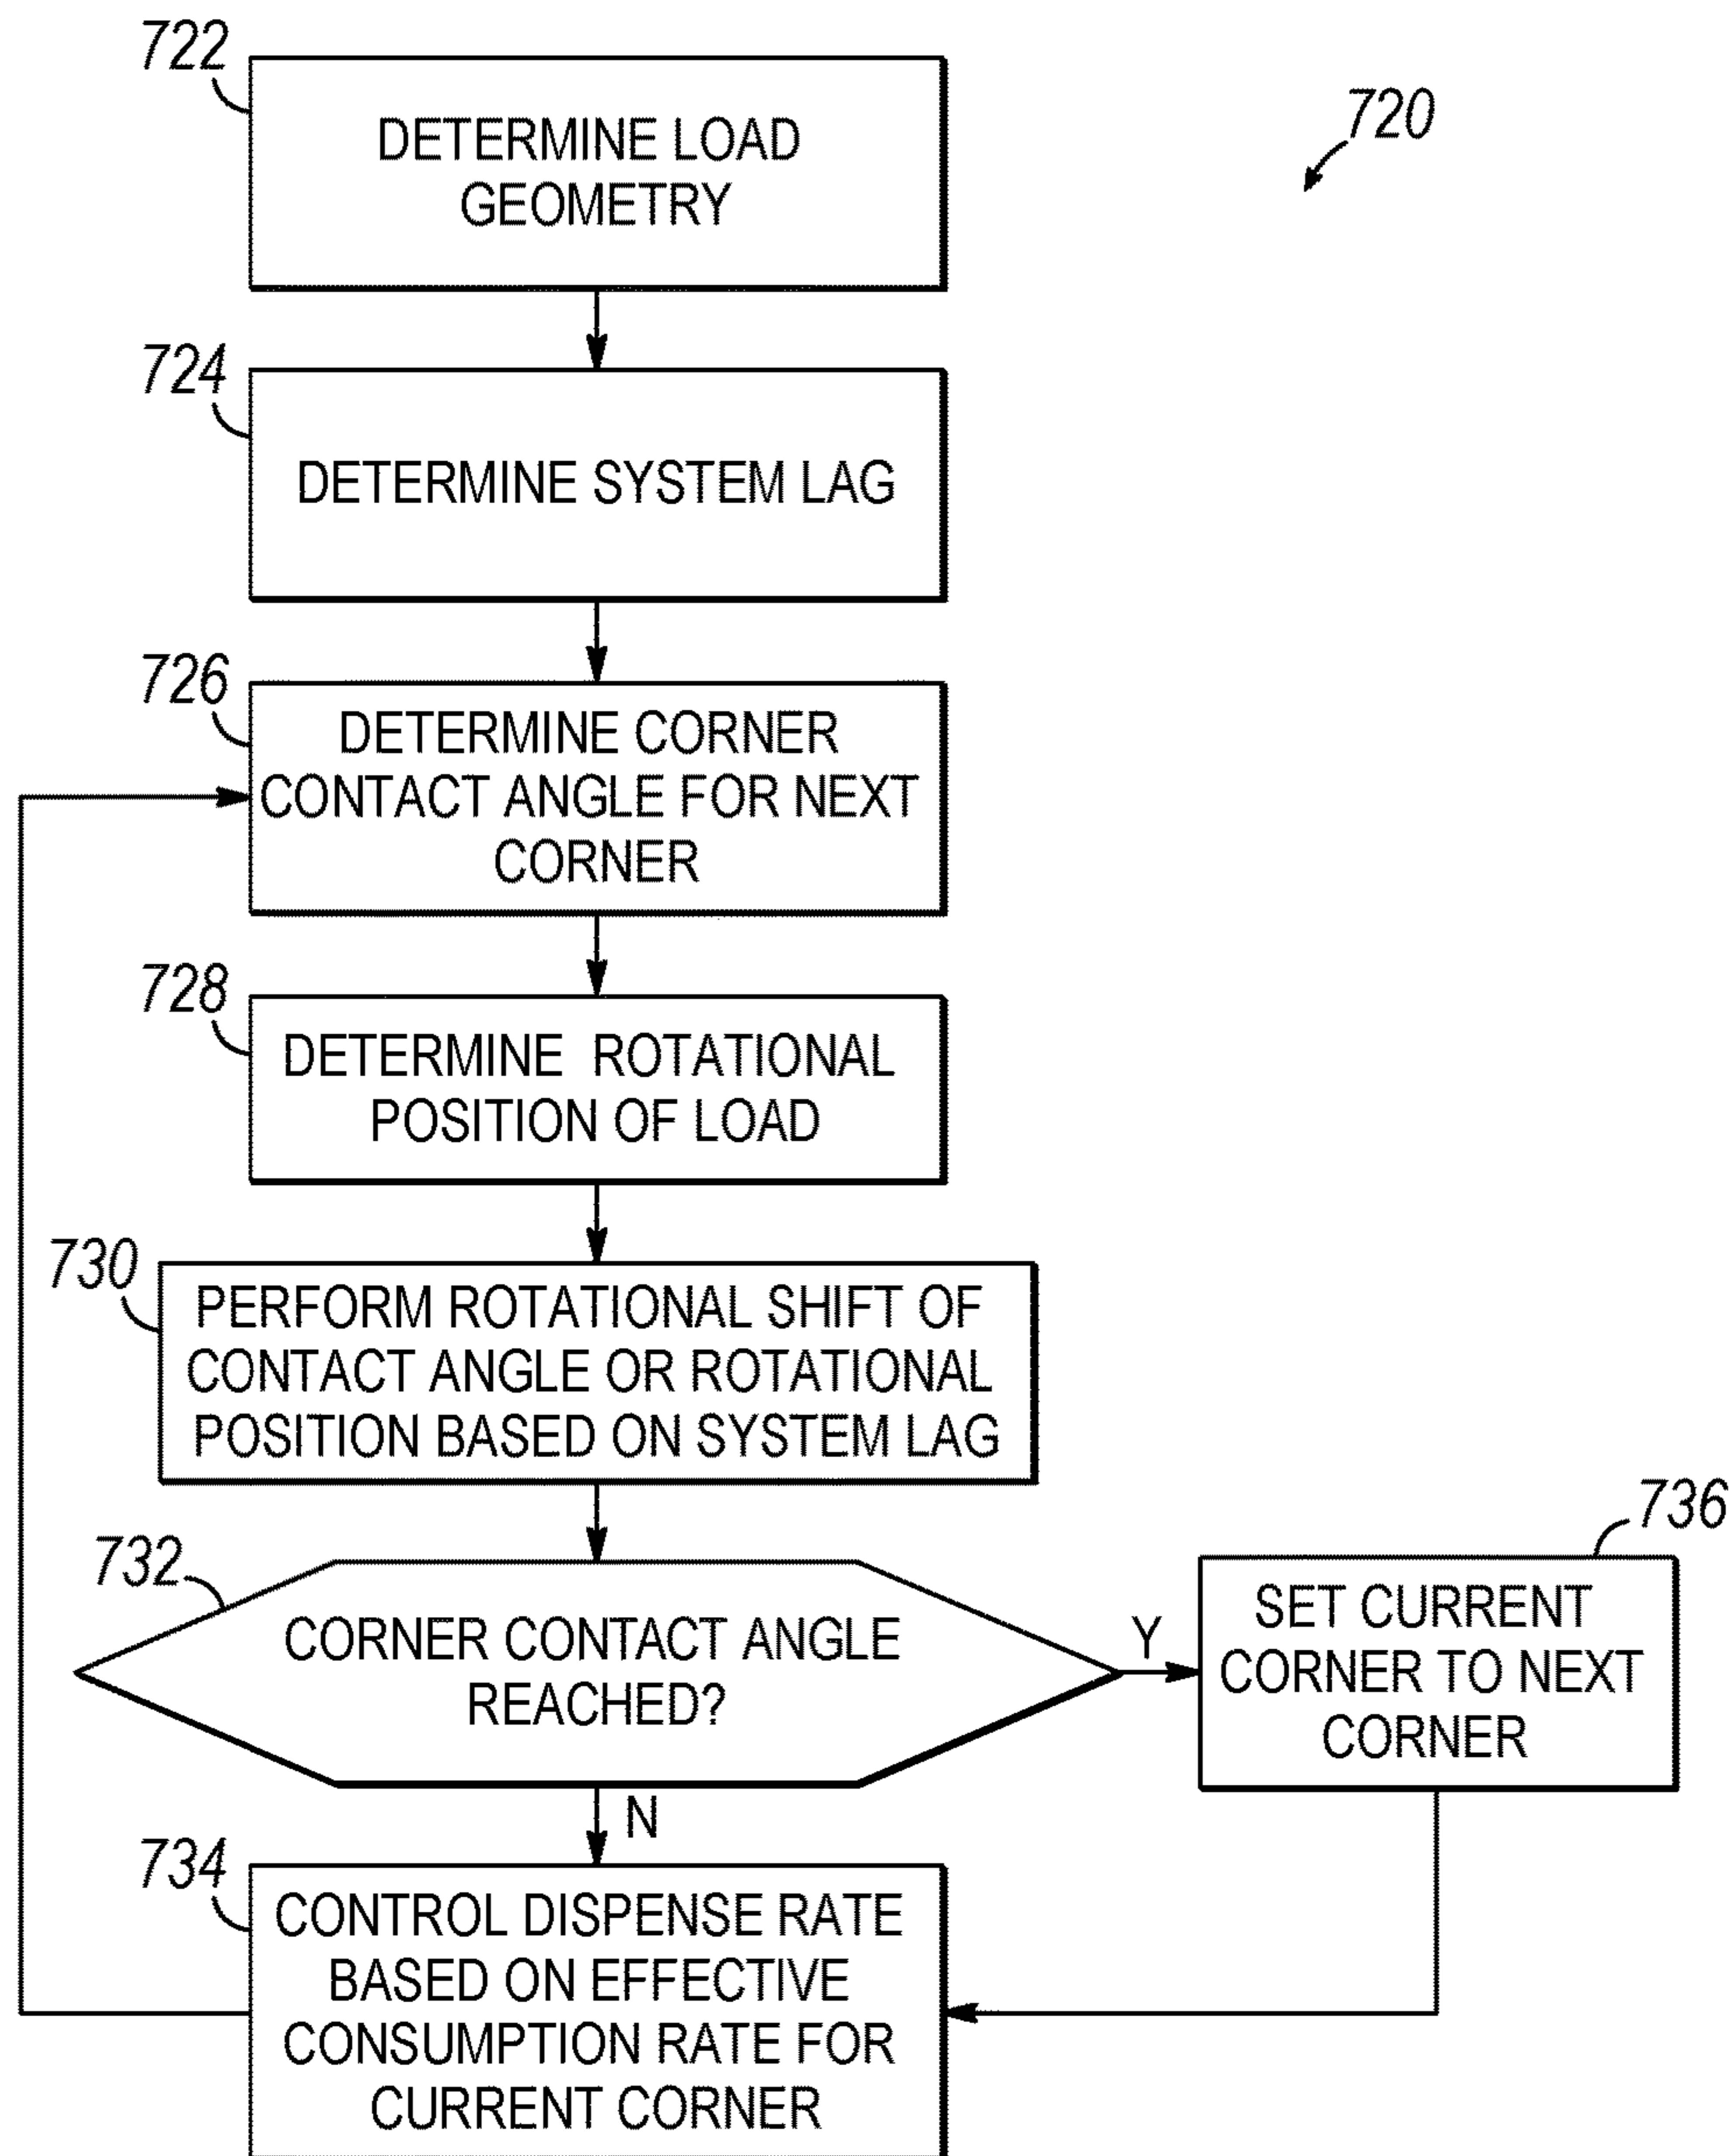 722
DETERMINE LOAD
GEOMETRY
720
724
DETERMINE SYSTEM LAG
726
DETERMINE CORNER
CONTACT ANGLE FOR NEXT
CORNER
728
DETERMINE ROTATIONAL
POSITION OF LOAD
730
PERFORM ROTATIONAL SHIFT OF
CONTACT ANGLE OR ROTATIONAL
POSITION BASED ON SYSTEM LAG
732
CORNER CONTACT ANGLE
REACHED?
Y
736
SET CURRENT
CORNER TO NEXT
CORNER
N
734
CONTROL DISPENSE RATE
BASED ON EFFECTIVE
CONSUMPTION RATE FOR
CURRENT CORNER